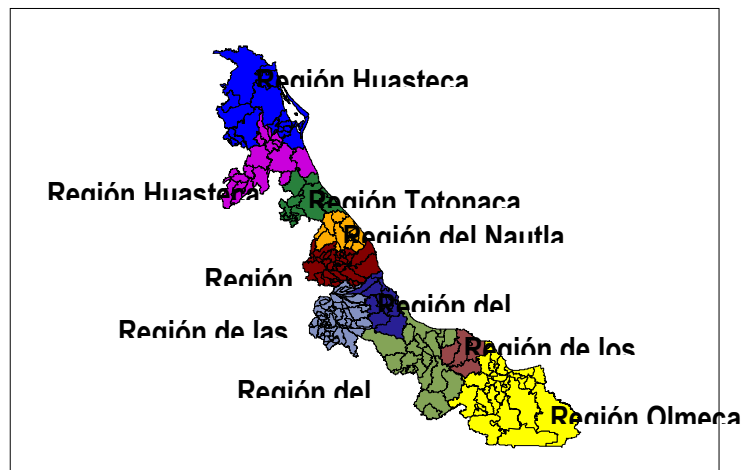 Región Huasteca
Región Huasteca
Región Totonaca
Región del Nautla
Región
Región del
Región de las
Región de los
Región del
Región Olmeca